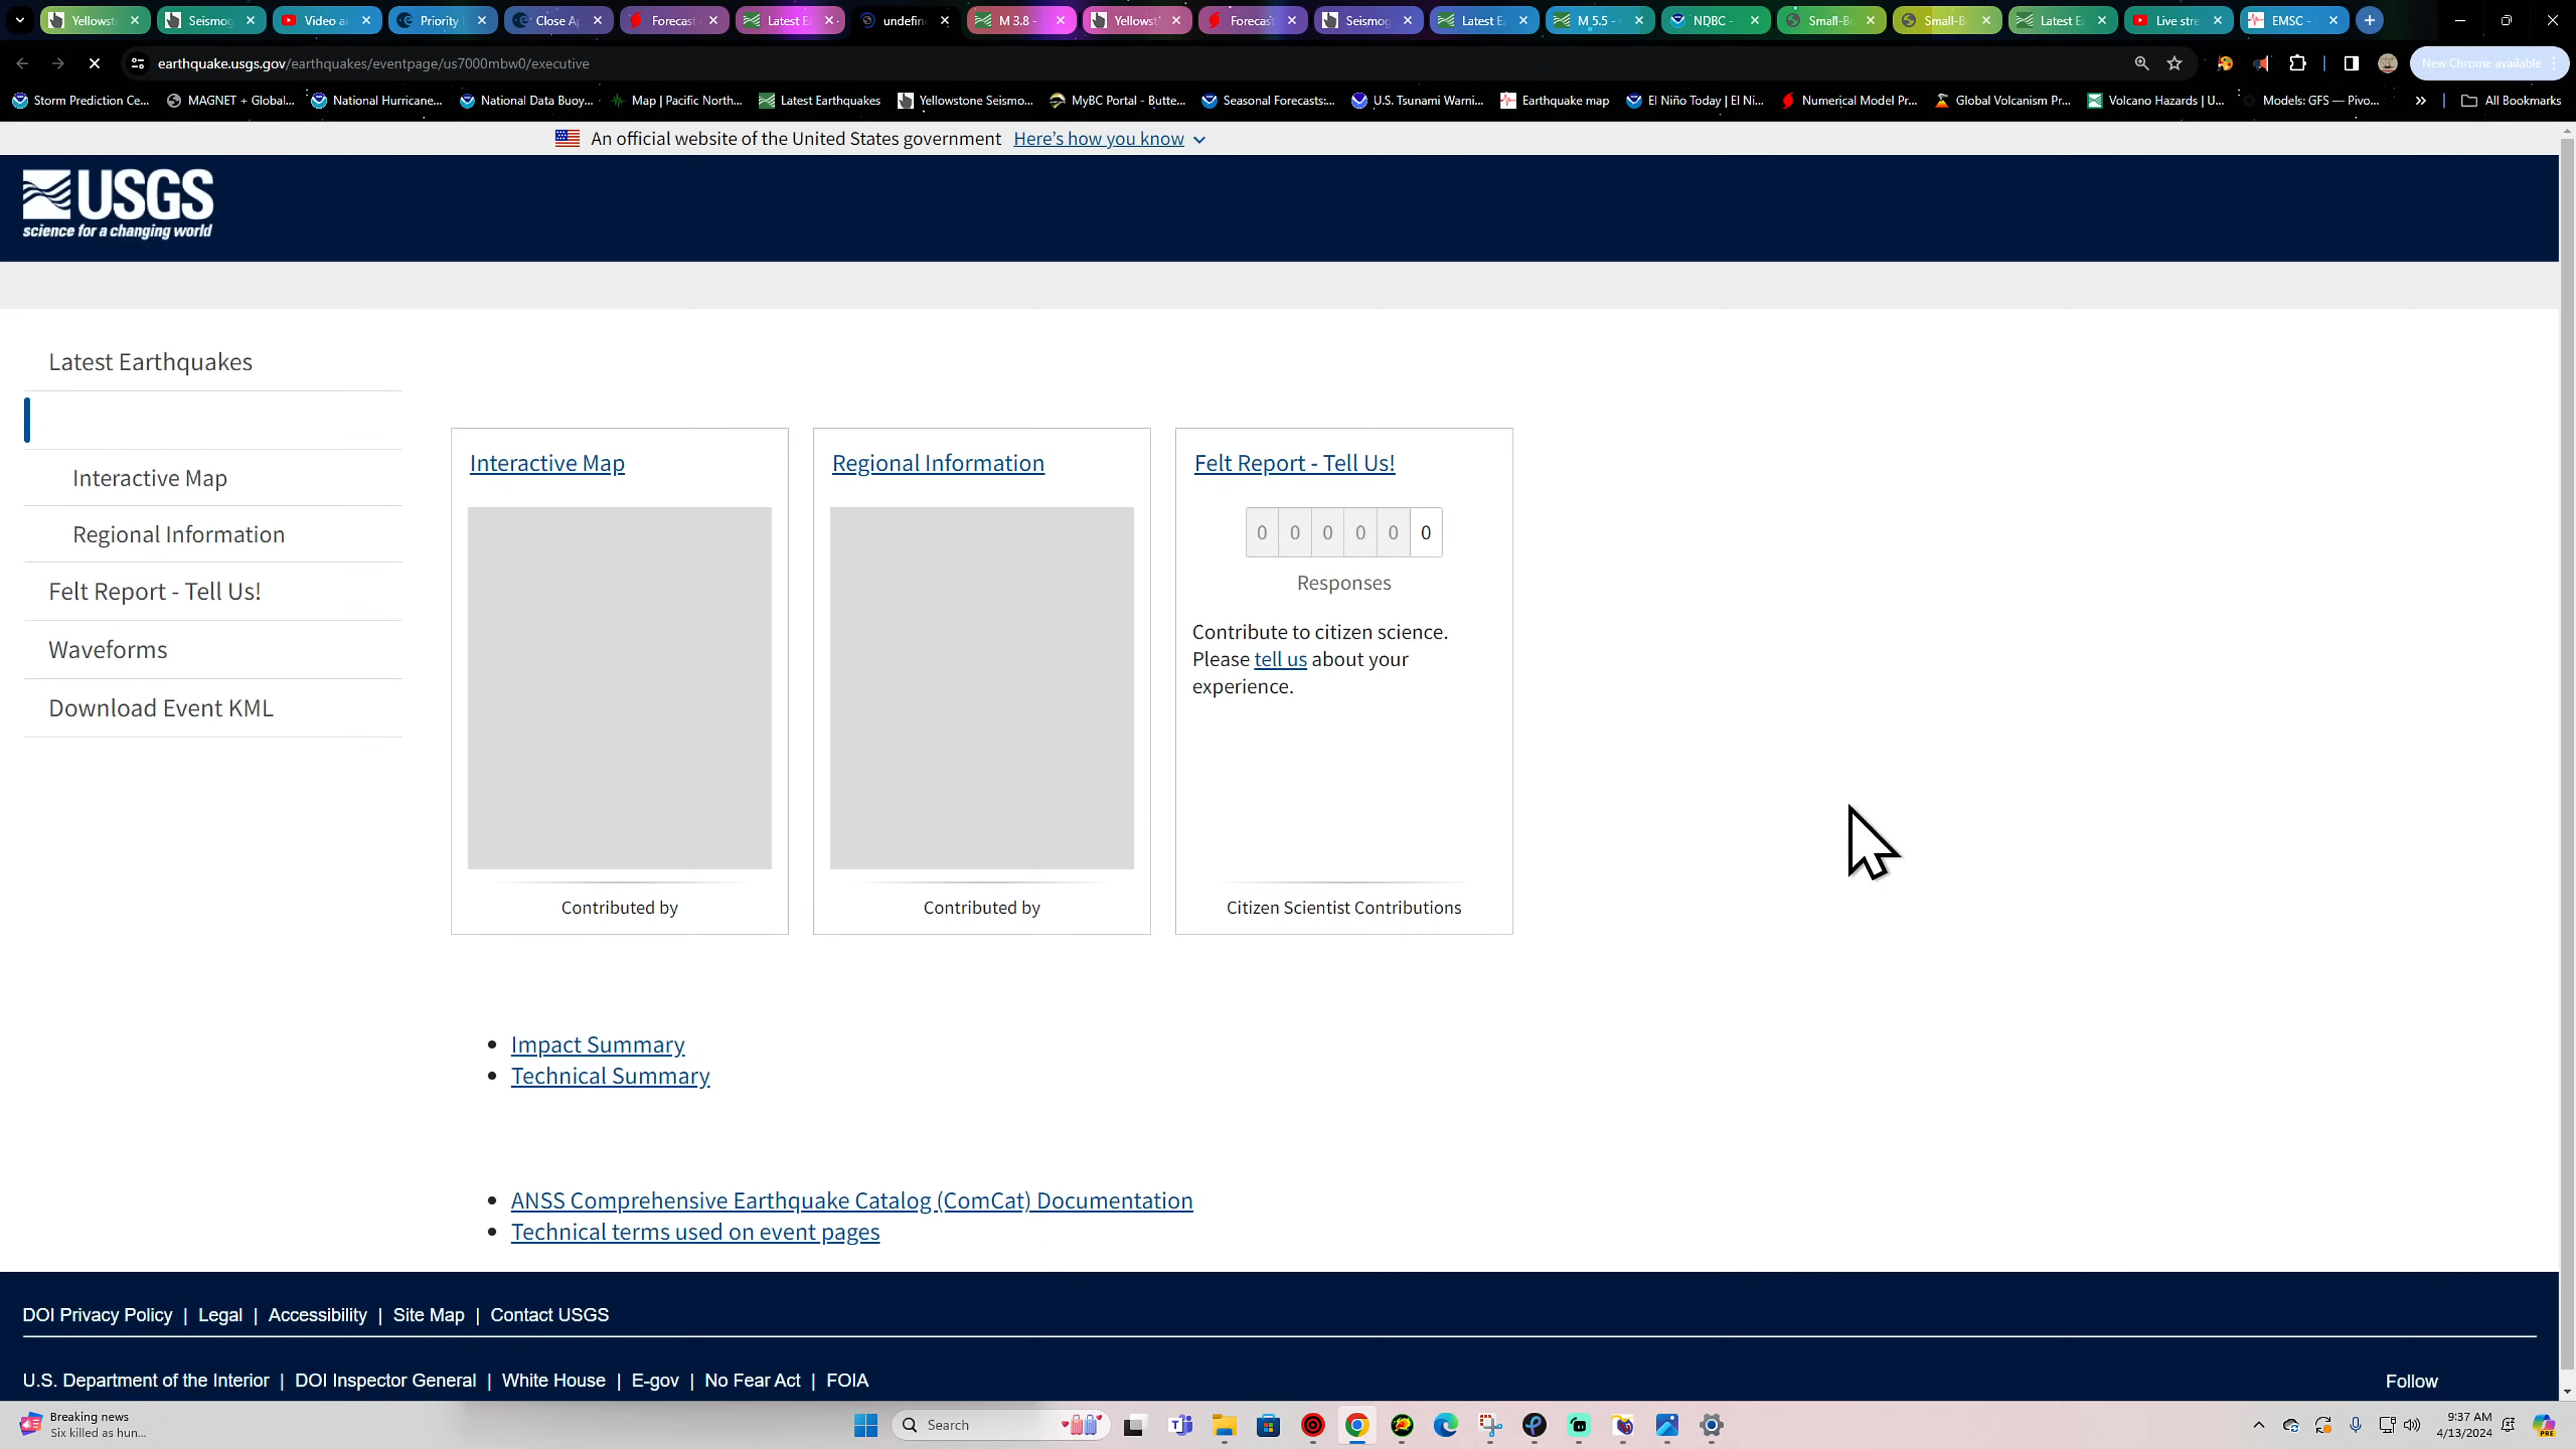 Yellowst
Seismog
Video a
Priority
Close Ap
Forecast
Latest E
undefin
M 3.8 -
Yellowst
Forecast
Seismog
Latest E
M 5.5 -
NDBC -
Small-B
Small-B
Latest E
Live stre
EMSC -
earthquake.usgs.gov/earthquakes/eventpage/us7000mbw0/executive
New Chrome available
Storm Prediction Ce...
MAGNET + Global...
National Hurricane...
National Data Buoy...
Map | Pacific North...
Latest Earthquakes
Yellowstone Seismo...
MyBC Portal - Butte...
Seasonal Forecasts:...
U.S. Tsunami Warni...
Earthquake map
El Niño Today | El Ni...
Numerical Model Pr...
Global Volcanism Pr...
Volcano Hazards | U...
Models: GFS — Pivo...
All Bookmarks
An official website of the United States government Here's how you know
USGS
science for a changing world
Latest Earthquakes
Interactive Map
Regional Information
Felt Report - Tell Us!
Waveforms
Download Event KML
Interactive Map
Contributed by
Regional Information
Contributed by
Felt Report - Tell Us!
0 0 0 0 0 0
Responses
Contribute to citizen science.
Please tell us about your
experience.
Citizen Scientist Contributions
Impact Summary
Technical Summary
ANSS Comprehensive Earthquake Catalog (ComCat) Documentation
Technical terms used on event pages
DOI Privacy Policy | Legal | Accessibility | Site Map | Contact USGS
U.S. Department of the Interior | DOI Inspector General | White House | E-gov | No Fear Act | FOIA
Follow
Breaking news
Six killed as hun...
Search
9:37 AM
4/13/2024
PRE